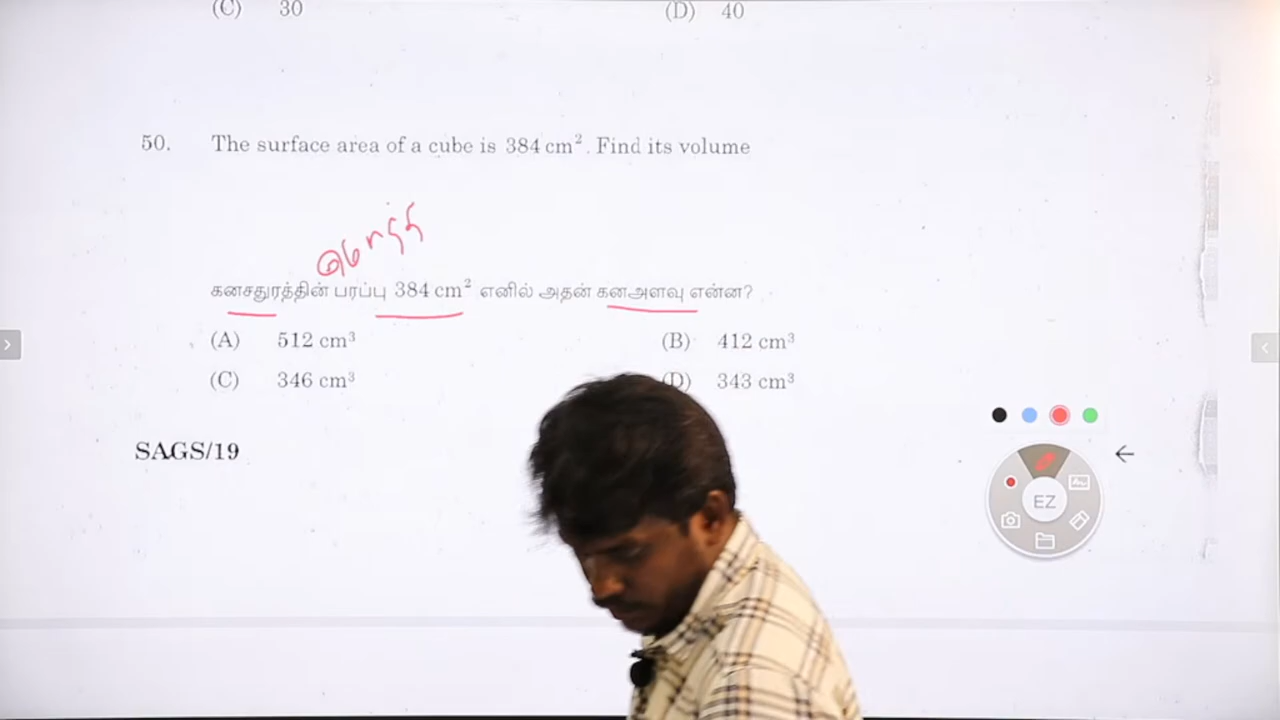 (C) 30 (D) 40
50. The surface area of a cube is 384 cm². Find its volume
மொத்த
கனசதுரத்தின் பரப்பு 384 cm² எனில் அதன் கனஅளவு என்ன?
(A) 512 cm³ (B) 412 cm³
(C) 346 cm³ (D) 343 cm³
SAGS/19
EZ